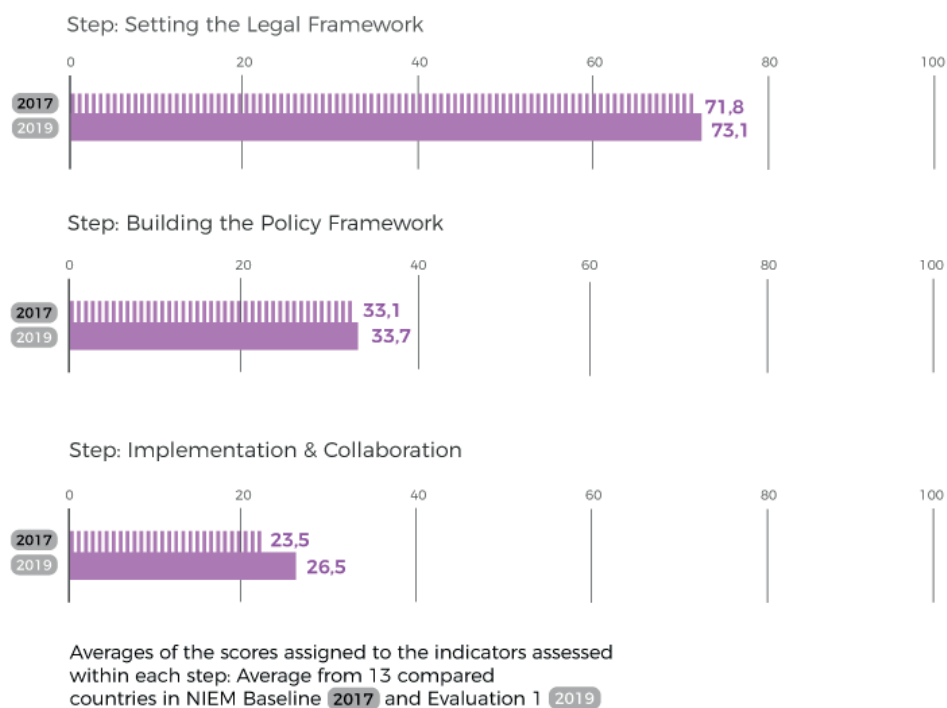 Step: Setting the Legal Framework
0 20 40 60 80 100
2017 71,8
2019 73,1
Step: Building the Policy Framework
0 20 40 60 80 100
2017 33,1
2019 33,7
Step: Implementation & Collaboration
0 20 40 60 80 100
2017 23,5
2019 26,5
Averages of the scores assigned to the indicators assessed
within each step: Average from 13 compared
countries in NIEM Baseline 2017 and Evaluation 1 2019